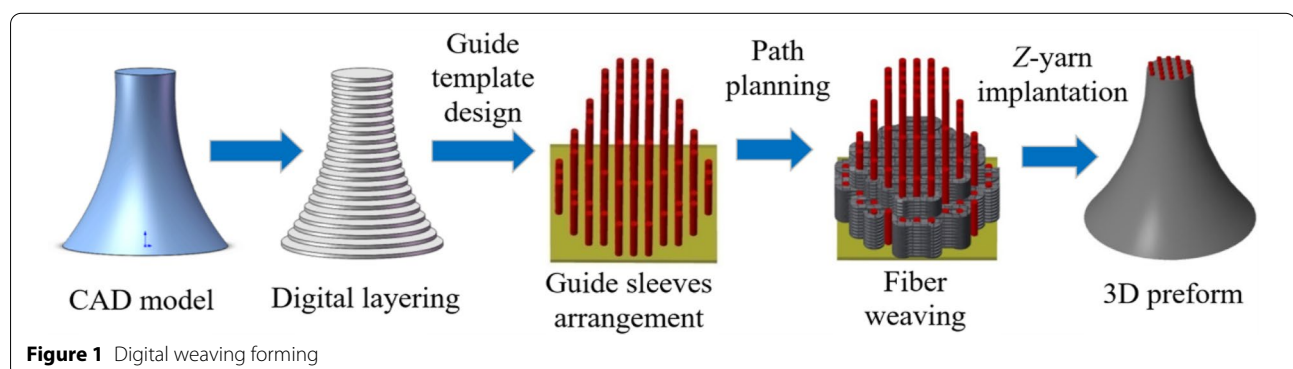 Guide
template
design
Path
planning
Z-yarn
implantation
CAD model
Digital layering
Guide sleeves
arrangement
Fiber
weaving
3D preform
Figure 1 Digital weaving forming